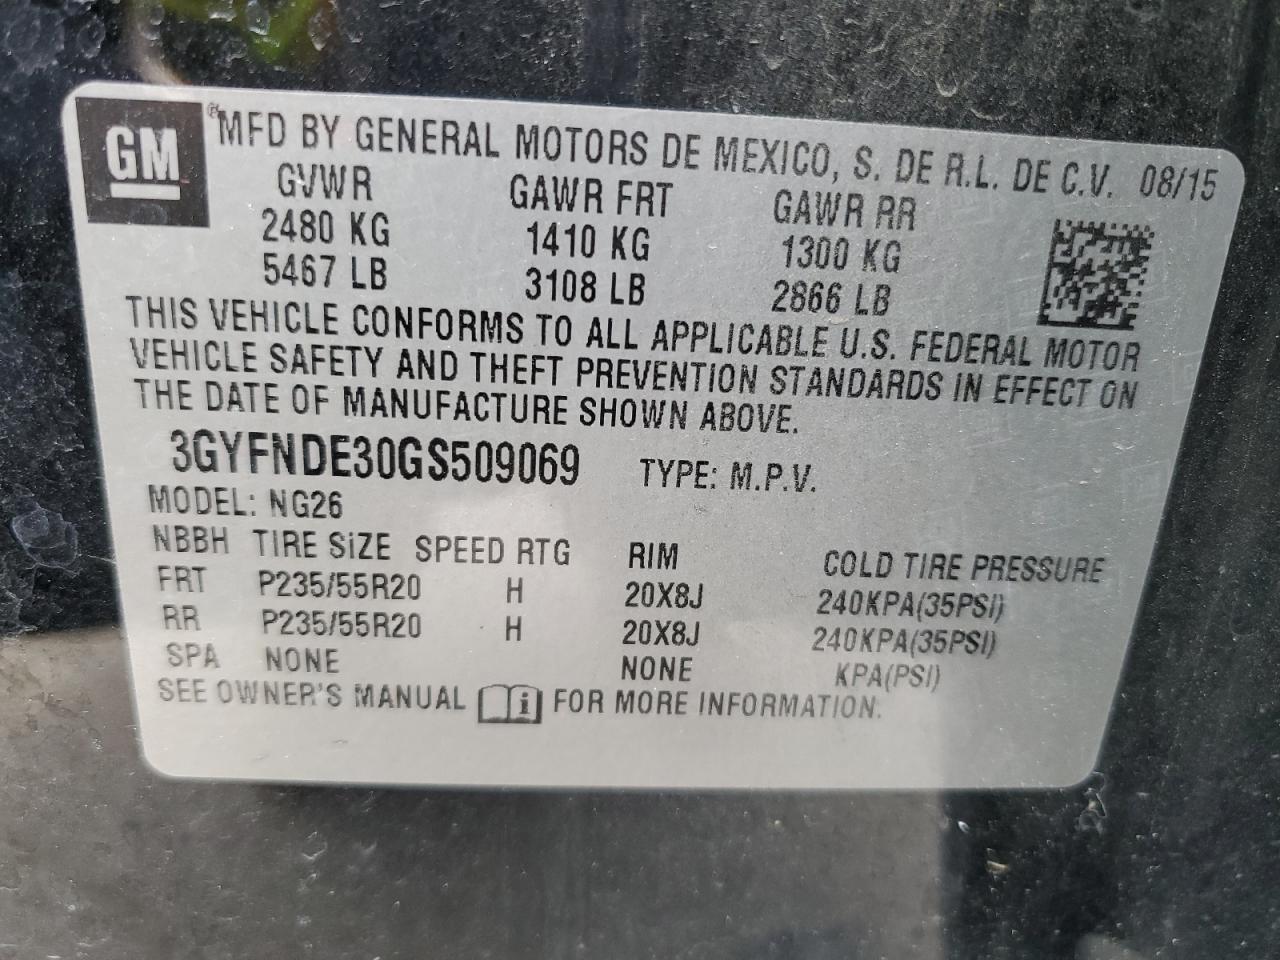 GM
MFD BY GENERAL MOTORS DE MEXICO, S. DE R.L. DE C.V. 08/15
GVWR GAWR FRT GAWR RR
2480 KG 1410 KG 1300 KG
5467 LB 3108 LB 2866 LB
THIS VEHICLE CONFORMS TO ALL APPLICABLE U.S. FEDERAL MOTOR
VEHICLE SAFETY AND THEFT PREVENTION STANDARDS IN EFFECT ON
THE DATE OF MANUFACTURE SHOWN ABOVE.
3GYFNDE30GS509069 TYPE: M.P.V.
MODEL: NG26
NBBH TIRE SiZE SPEED RTG RIM COLD TIRE PRESSURE
FRT P235/55R20 H 20X8J 240KPA(35PSI)
RR P235/55R20 H 20X8J 240KPA(35PSI)
SPA NONE NONE KPA(PSI)
SEE OWNER'S MANUAL i FOR MORE INFORMATION.